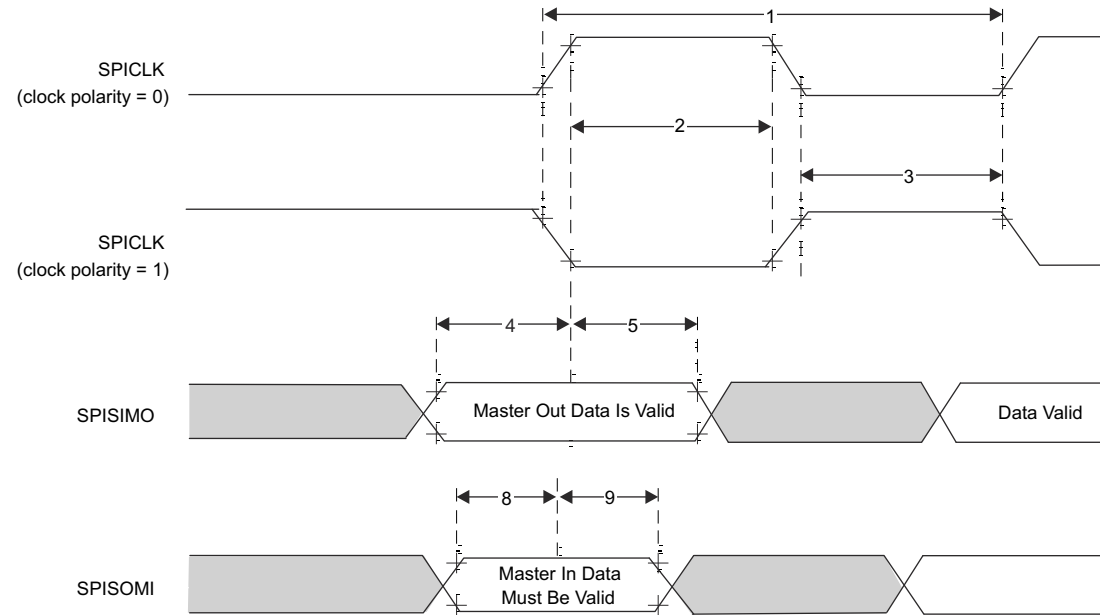 1
SPICLK
(clock polarity = 0)
2
3
SPICLK
(clock polarity = 1)
4
5
SPISIMO
Master Out Data Is Valid
Data Valid
8
9
SPISOMI
Master In Data
Must Be Valid